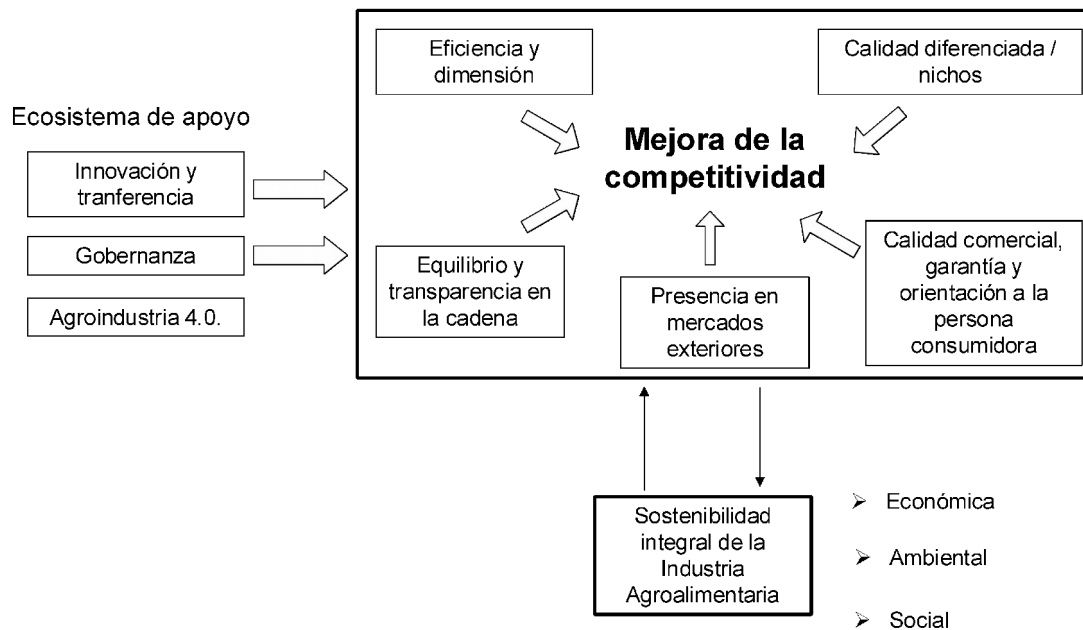 Eficiencia y
dimensión
Calidad diferenciada /
nichos
Ecosistema de apoyo
Innovación y
tranferencia
Gobernanza
Agroindustria 4.0.
Mejora de la
competitividad
Equilibrio y
transparencia en
la cadena
Presencia en
mercados
exteriores
Calidad comercial,
garantía y
orientación a la
persona
consumidora
Sostenibilidad
integral de la
Industria
Agroalimentaria
Económica
Ambiental
Social